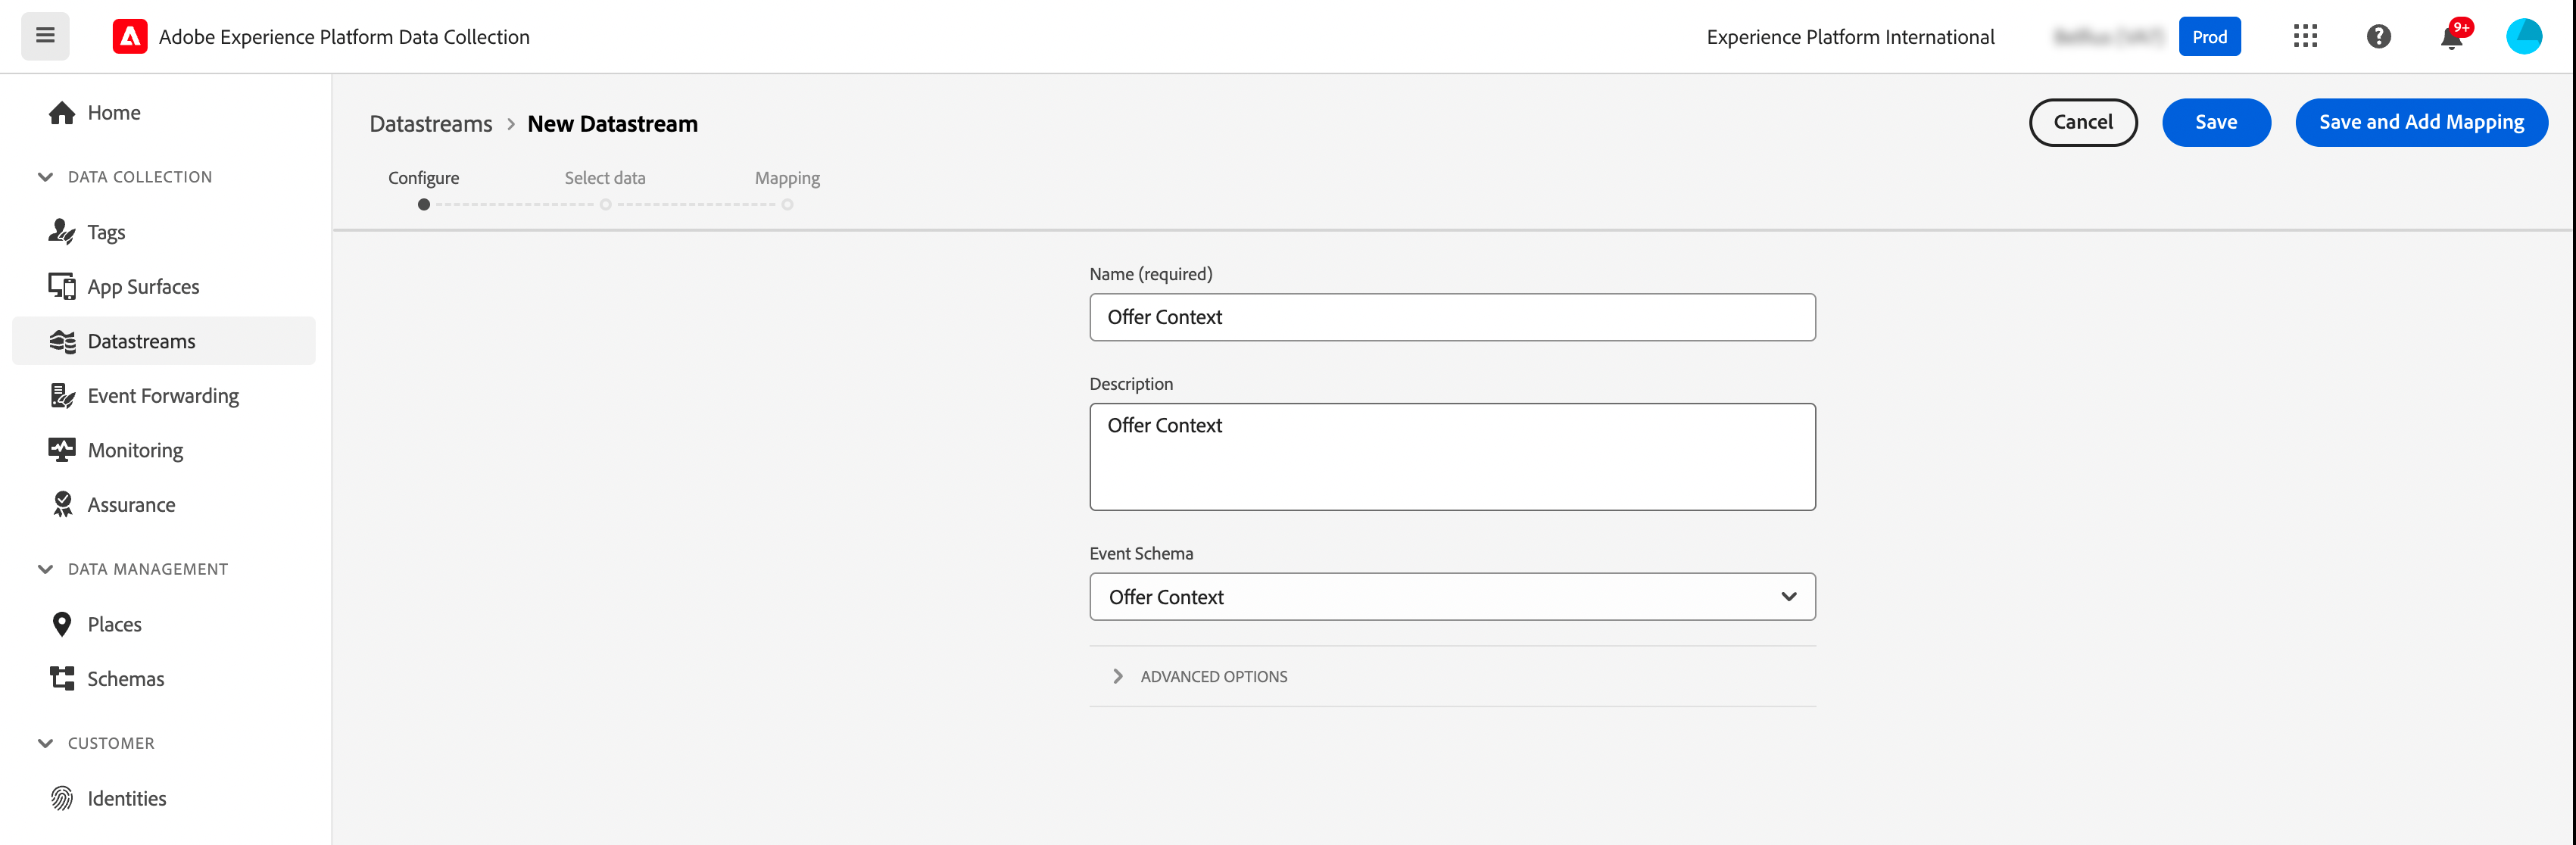 Adobe Experience Platform Data Collection
Experience Platform International
Prod
9+
Home
DATA COLLECTION
Tags
App Surfaces
Datastreams
Event Forwarding
Monitoring
Assurance
DATA MANAGEMENT
Places
Schemas
CUSTOMER
Identities
Datastreams > New Datastream
Cancel
Save
Save and Add Mapping
Configure
Select data
Mapping
Name (required)
Offer Context
Description
Offer Context
Event Schema
Offer Context
ADVANCED OPTIONS